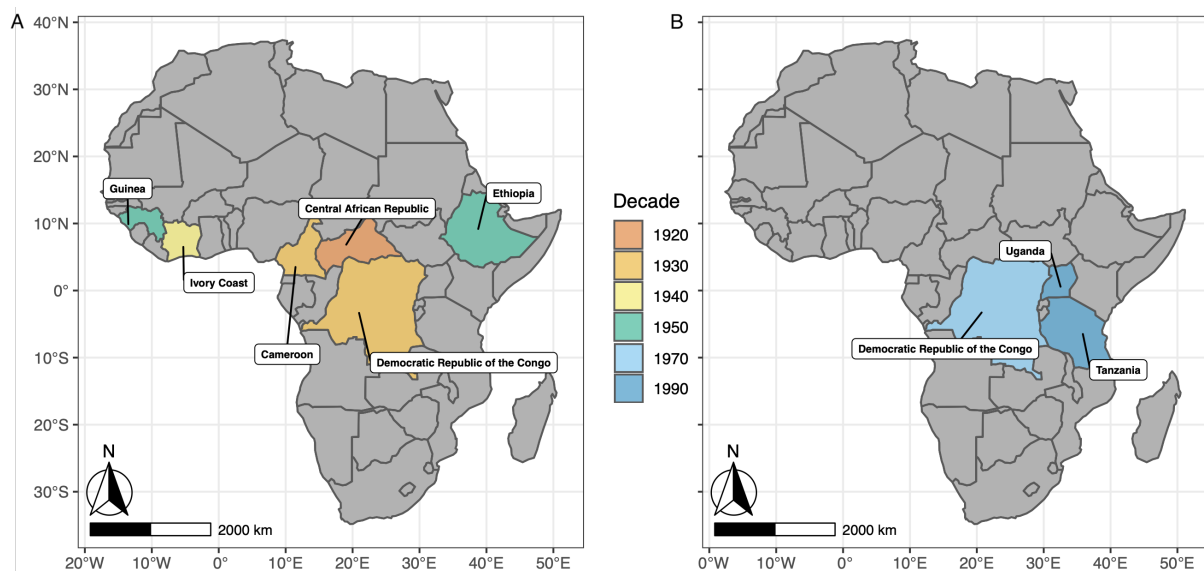 A
40°N
30°N
20°N
10°N
0°
10°S
20°S
30°S
Guinea
Central African Republic
Ethiopia
Ivory Coast
Cameroon
Democratic Republic of the Congo
N
2000 km
20°W
10°W
0°
10°E
20°E
30°E
40°E
50°E
Decade
1920
1930
1940
1950
1970
1990
B
Uganda
Democratic Republic of the Congo
Tanzania
N
2000 km
0°W
10°W
0°
10°E
20°E
30°E
40°E
50°E